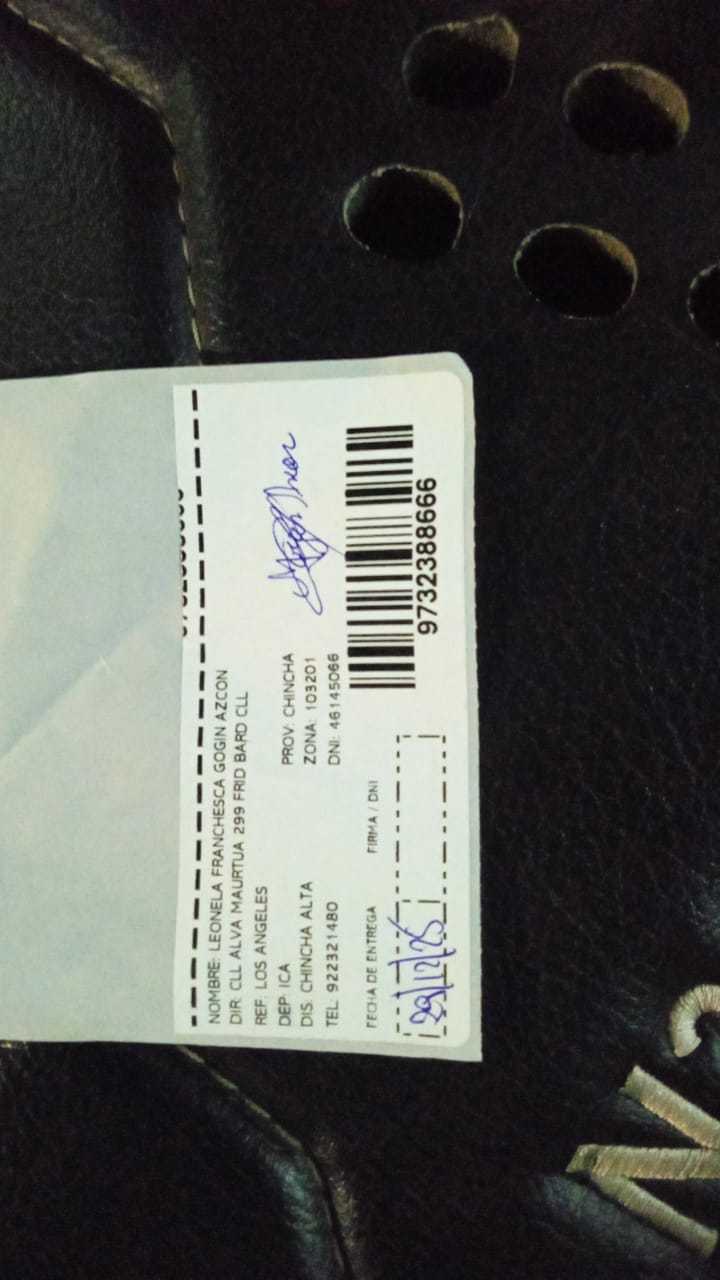 NOMBRE: LEONELA FRANCHESCA GOGIN AZCON
DIR: CLL ALVA MAURTUA 299 FRID BARD CLL
REF: LOS ANGELES
DEP: ICA PROV: CHINCHA
DIS: CHINCHA ALTA ZONA: 103201
TEL: 922321480 DNI: 46145066
FECHA DE ENTREGA FIRMA / DNI
29/12/25
9732388666